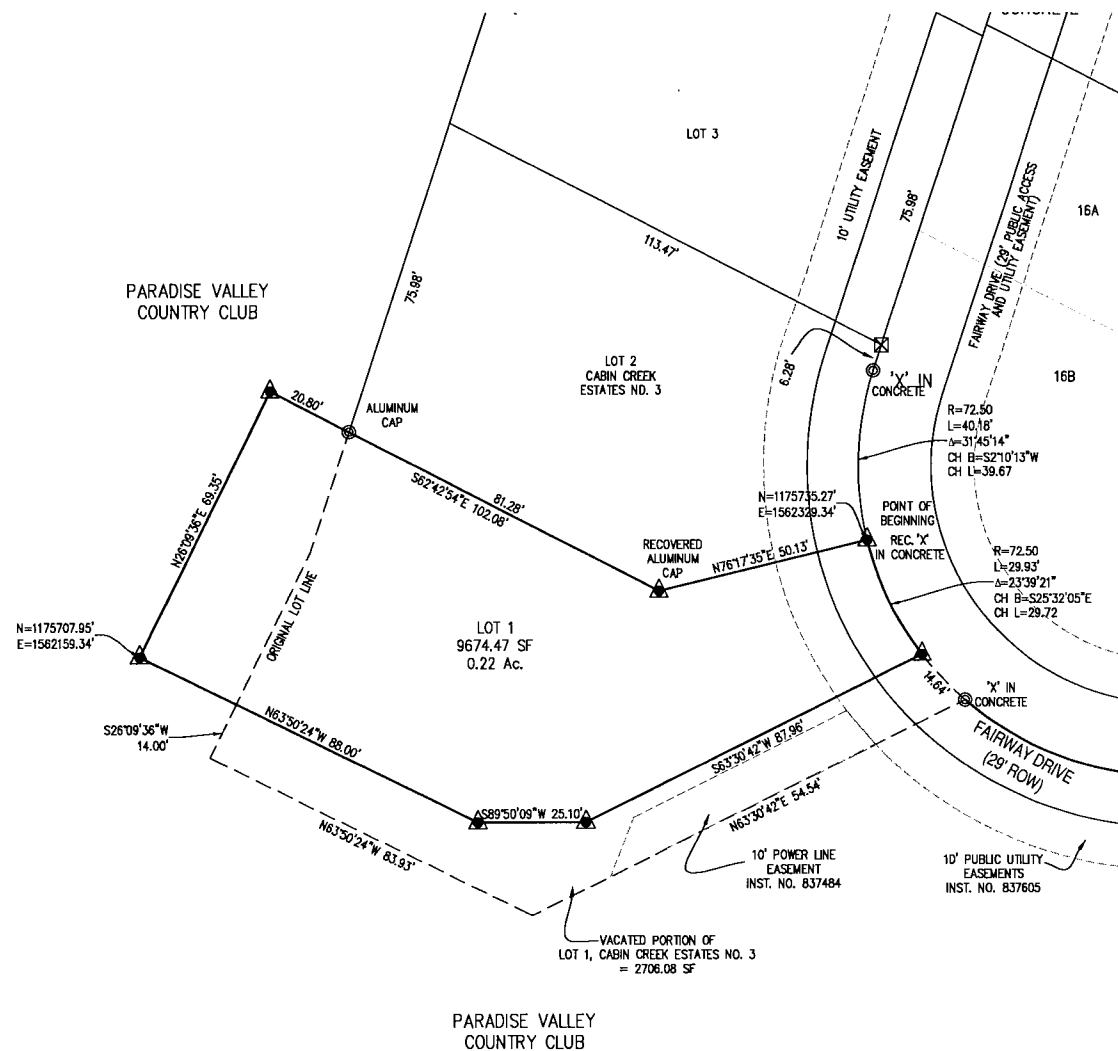 LOT 3
10' UTILITY EASEMENT
75.98'
FAIRWAY DRIVE (29' PUBLIC ACCESS
AND UTILITY EASEMENT)
16A
113.47'
PARADISE VALLEY
COUNTRY CLUB
75.98'
LOT 2
CABIN CREEK
ESTATES NO. 3
6.28'
'X' IN
CONCRETE
16B
20.80'
ALUMINUM
CAP
R=72.50
L=40.18'
Δ=31°45'14"
CH B=S2°10'13"W
CH L=39.67
N26°09'36"E 69.35'
S62°42'54"E 102.08'
81.28'
N=1175735.27'
E=1562329.34'
POINT OF
BEGINNING
REC. 'X'
IN CONCRETE
RECOVERED
ALUMINUM
CAP
N76°17'35"E 50.13'
R=72.50
L=29.93'
Δ=23°39'21"
CH B=S25°32'05"E
CH L=29.72
ORIGINAL LOT LINE
N=1175707.95'
E=1562159.34'
LOT 1
9674.47 SF
0.22 Ac.
14.64'
'X' IN
CONCRETE
S26°09'36"W
14.00'
N63°50'24"W 88.00'
S63°30'42"W 87.96'
FAIRWAY DRIVE
(29' ROW)
S89°50'09"W 25.10'
N63°50'24"W 83.93'
N63°30'42"E 54.54'
10' POWER LINE
EASEMENT
INST. NO. 837484
10' PUBLIC UTILITY
EASEMENTS
INST. NO. 837605
VACATED PORTION OF
LOT 1, CABIN CREEK ESTATES NO. 3
= 2706.08 SF
PARADISE VALLEY
COUNTRY CLUB